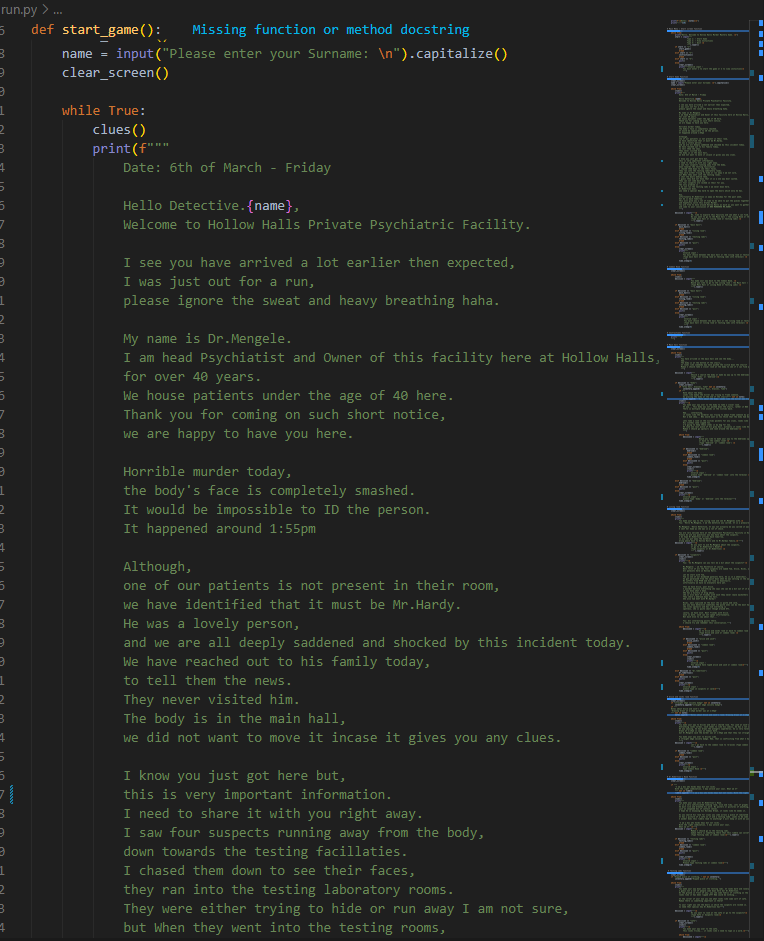 run.py > ...
def start_game():    Missing function or method docstring
name = input("Please enter your Surname: \n").capitalize()
clear_screen()
while True:
clues()
print(f"""
Date: 6th of March - Friday
Hello Detective.{name},
Welcome to Hollow Halls Private Psychiatric Facility.
I see you have arrived a lot earlier then expected,
I was just out for a run,
please ignore the sweat and heavy breathing haha.
My name is Dr.Mengele.
I am head Psychiatist and Owner of this facility here at Hollow Halls,
for over 40 years.
We house patients under the age of 40 here.
Thank you for coming on such short notice,
we are happy to have you here.
Horrible murder today,
the body's face is completely smashed.
It would be impossible to ID the person.
It happened around 1:55pm
Although,
one of our patients is not present in their room,
we have identified that it must be Mr.Hardy.
He was a lovely person,
and we are all deeply saddened and shocked by this incident today.
We have reached out to his family today,
to tell them the news.
They never visited him.
The body is in the main hall,
we did not want to move it incase it gives you any clues.
I know you just got here but,
this is very important information.
I need to share it with you right away.
I saw four suspects running away from the body,
down towards the testing facillaties.
I chased them down to see their faces,
they ran into the testing laboratory rooms.
They were either trying to hide or run away I am not sure,
but When they went into the testing rooms,